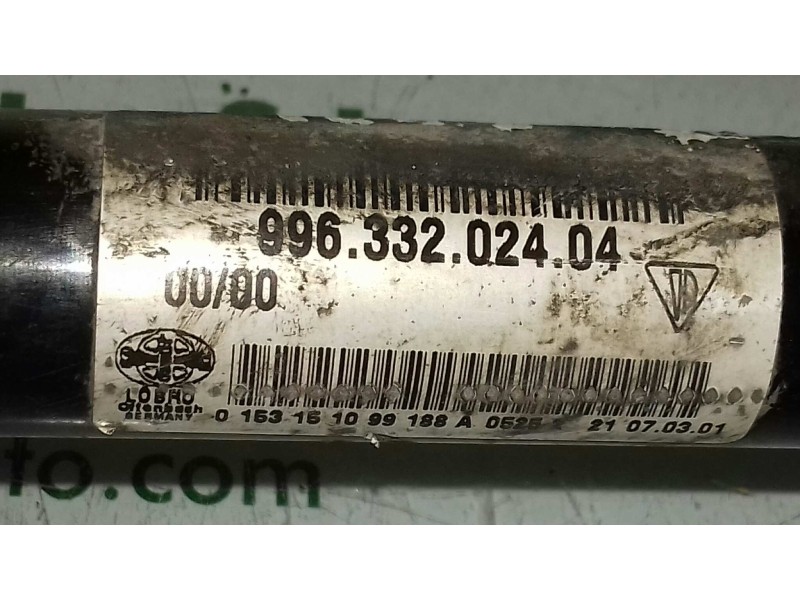 996.332.024.04
00/00
LÖBRO
Offenbach
GERMANY
0 153 15 10 99 188 A 0525
21 07.03.01
to.com